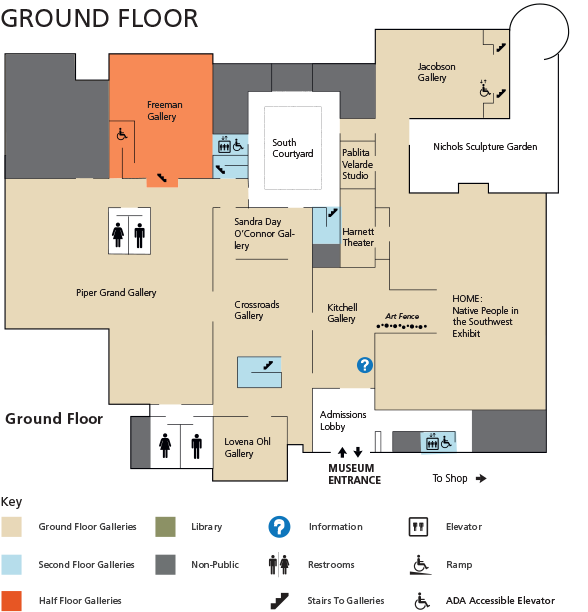 GROUND FLOOR
Jacobson
Gallery
Freeman
Gallery
South
Courtyard
Pablita
Velarde
Studio
Nichols Sculpture Garden
Sandra Day
O'Connor Gal-
lery
Harnett
Theater
Piper Grand Gallery
Crossroads
Gallery
Kitchell
Gallery
Art Fence
HOME:
Native People in
the Southwest
Exhibit
?
Ground Floor
Admissions
Lobby
Lovena Ohl
Gallery
MUSEUM
ENTRANCE
To Shop
Key
Ground Floor Galleries
Library
? Information
Elevator
Second Floor Galleries
Non-Public
Restrooms
Ramp
Half Floor Galleries
Stairs To Galleries
ADA Accessible Elevator